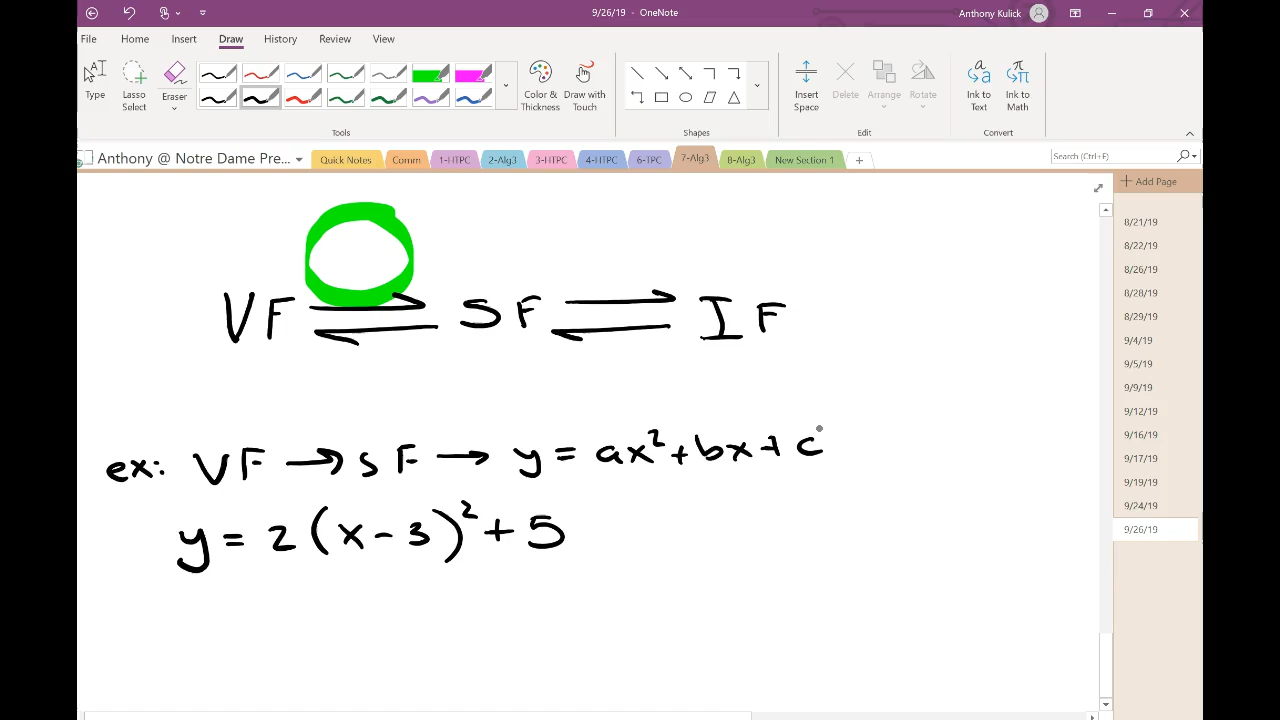 9/26/19 - OneNote
Anthony Kulick
File Home Insert Draw History Review View
Type
Lasso Select
Eraser
Color & Thickness
Draw with Touch
Insert Space
Delete
Arrange
Rotate
Ink to Text
Ink to Math
Tools
Shapes
Edit
Convert
Anthony @ Notre Dame Pre...
Quick Notes Comm 1-HTPC 2-Alg3 3-HTPC 4-HTPC 6-TPC 7-Alg3 8-Alg3 New Section 1 +
Search (Ctrl+F)
+ Add Page
8/21/19
8/22/19
8/26/19
8/28/19
8/29/19
9/4/19
9/5/19
9/9/19
9/12/19
9/16/19
9/17/19
9/19/19
9/24/19
9/26/19
VF ⇌ SF ⇌ IF
ex: VF → SF → y = ax² + bx + c
y = 2(x - 3)² + 5